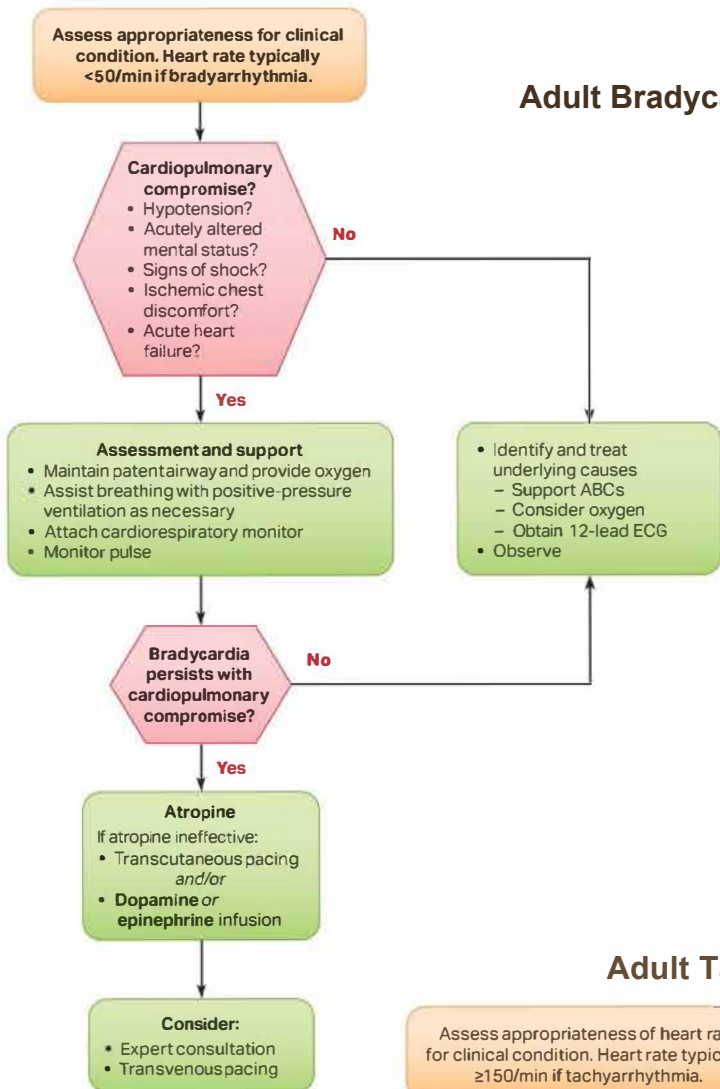 Assess appropriateness for clinical
condition. Heart rate typically
<50/min if bradyarrhythmia.
Adult Bradyca
Cardiopulmonary
compromise?
• Hypotension?
• Acutely altered
mental status?
• Signs of shock?
• Ischemic chest
discomfort?
• Acute heart
failure?
No
Yes
Assessment and support
• Maintain patent airway and provide oxygen
• Assist breathing with positive-pressure
ventilation as necessary
• Attach cardiorespiratory monitor
• Monitor pulse
• Identify and treat
underlying causes
– Support ABCs
– Consider oxygen
– Obtain 12-lead ECG
• Observe
Bradycardia
persists with
cardiopulmonary
compromise?
No
Yes
Atropine
If atropine ineffective:
• Transcutaneous pacing
and/or
• Dopamine or
epinephrine infusion
Consider:
• Expert consultation
• Transvenous pacing
Adult Ta
Assess appropriateness of heart ra
for clinical condition. Heart rate typic
≥150/min if tachyarrhythmia.